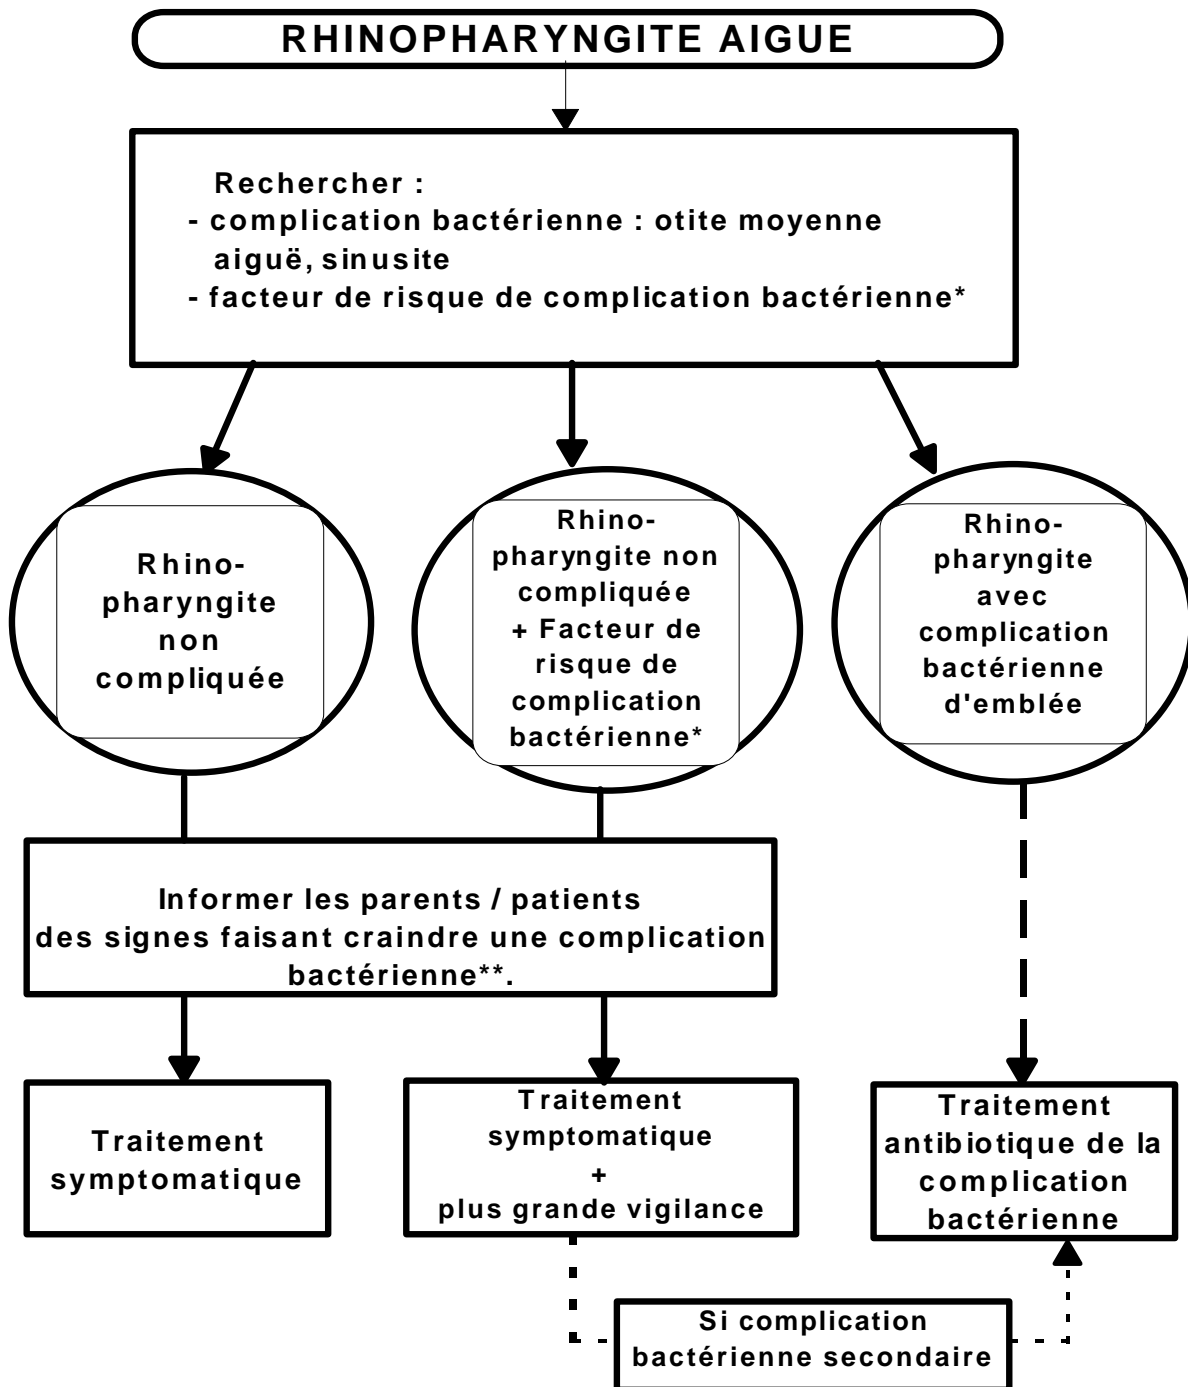 RHINOPHARYNGITE AIGUE
Rechercher :
- complication bactérienne : otite moyenne
aiguë, sinusite
- facteur de risque de complication bactérienne*
Rhino-
pharyngite
non
compliquée
Rhino-
pharyngite non
compliquée
+ Facteur de
risque de
complication
bactérienne*
Rhino-
pharyngite
avec
complication
bactérienne
d'emblée
Informer les parents / patients
des signes faisant craindre une complication
bactérienne**.
Traitement
symptomatique
Traitement
symptomatique
+
plus grande vigilance
Traitement
antibiotique de la
complication
bactérienne
Si complication
bactérienne secondaire